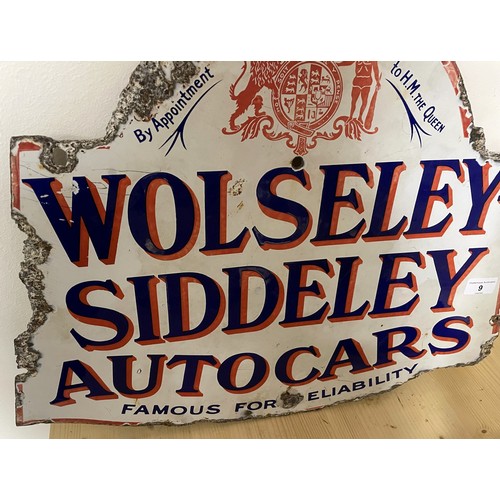 By Appointment to H.M. THE QUEEN
WOLSELEY
SIDDELEY
AUTOCARS
FAMOUS FOR ELIABILITY
9